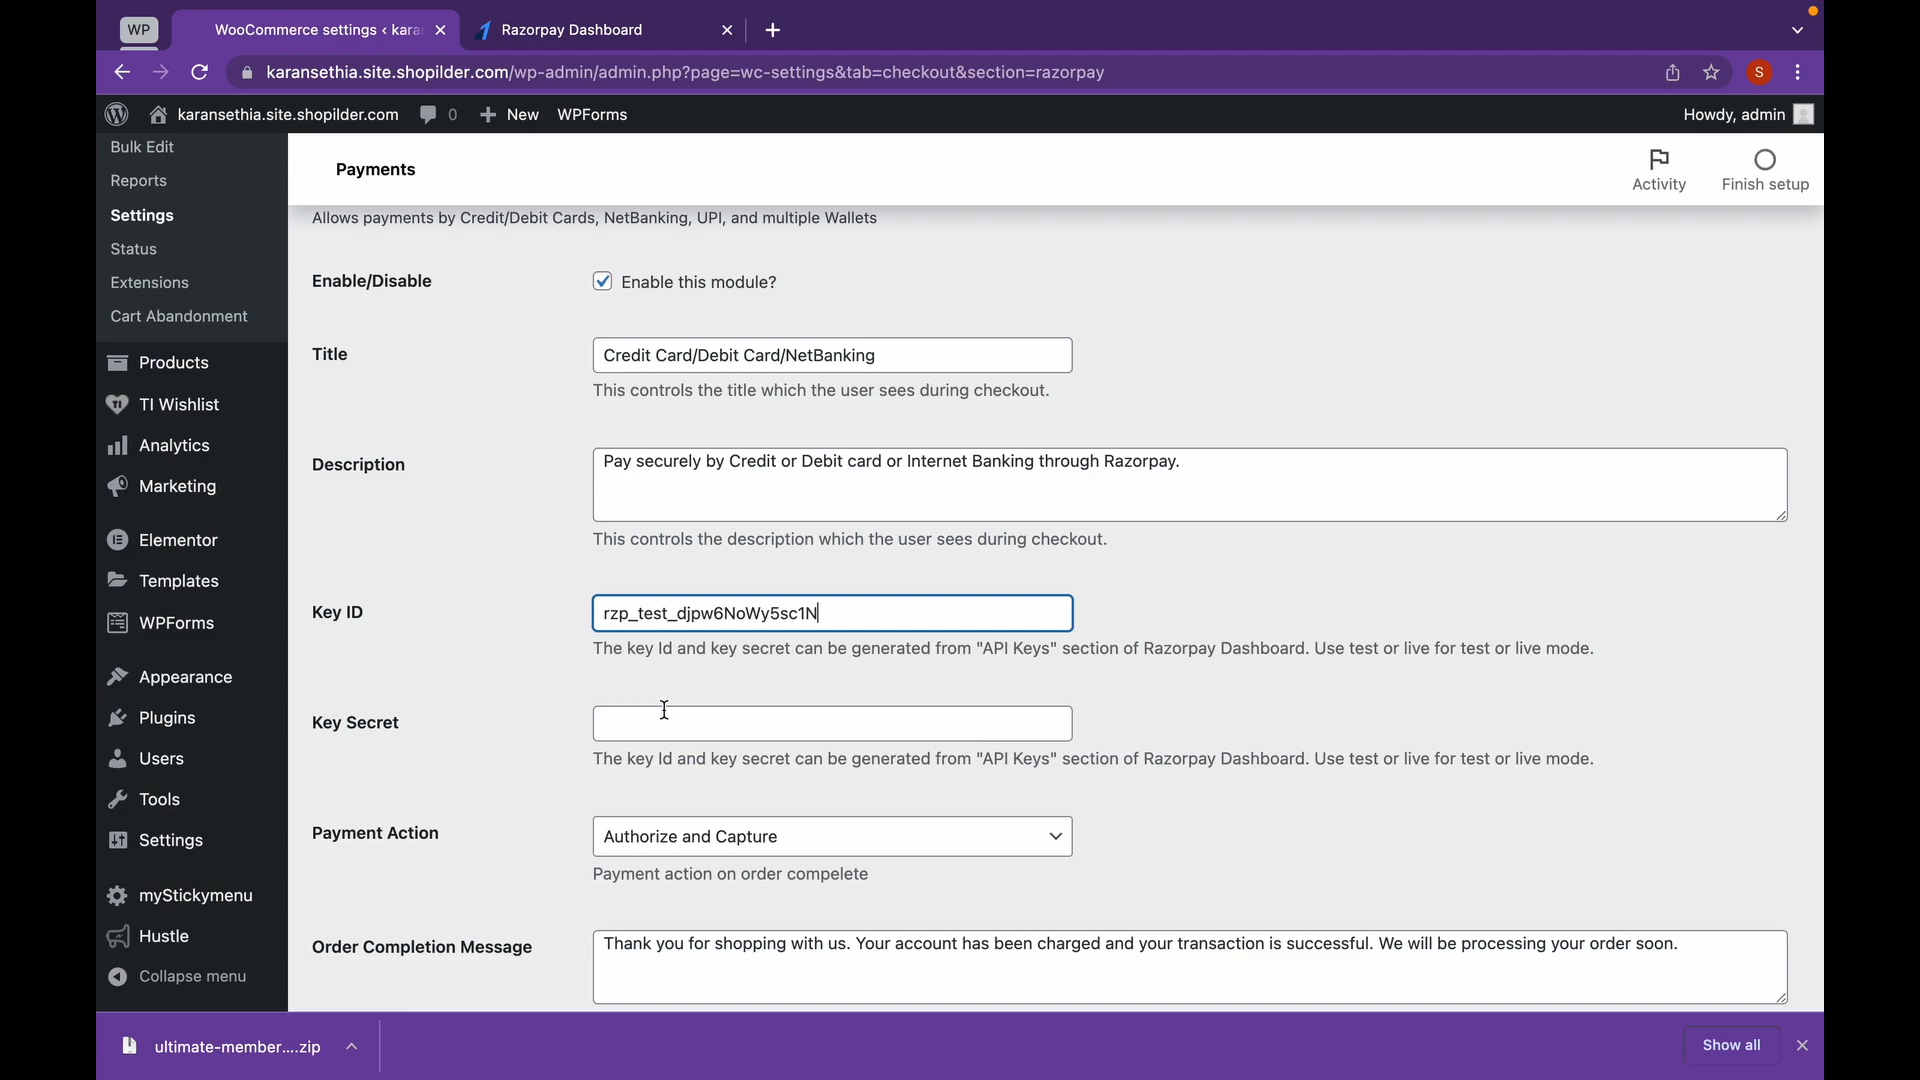 WP
WooCommerce settings ‹ kara
Razorpay Dashboard
karansethia.site.shopilder.com/wp-admin/admin.php?page=wc-settings&tab=checkout&section=razorpay
S
karansethia.site.shopilder.com
0
New
WPForms
Howdy, admin
Bulk Edit
Reports
Settings
Status
Extensions
Cart Abandonment
Products
TI Wishlist
Analytics
Marketing
Elementor
Templates
WPForms
Appearance
Plugins
Users
Tools
Settings
myStickymenu
Hustle
Collapse menu
Payments
Activity
Finish setup
Allows payments by Credit/Debit Cards, NetBanking, UPI, and multiple Wallets
Enable/Disable
Enable this module?
Title
Credit Card/Debit Card/NetBanking
This controls the title which the user sees during checkout.
Description
Pay securely by Credit or Debit card or Internet Banking through Razorpay.
This controls the description which the user sees during checkout.
Key ID
rzp_test_djpw6NoWy5sc1N
The key Id and key secret can be generated from "API Keys" section of Razorpay Dashboard. Use test or live for test or live mode.
Key Secret
The key Id and key secret can be generated from "API Keys" section of Razorpay Dashboard. Use test or live for test or live mode.
Payment Action
Authorize and Capture
Payment action on order compelete
Order Completion Message
Thank you for shopping with us. Your account has been charged and your transaction is successful. We will be processing your order soon.
ultimate-member....zip
Show all